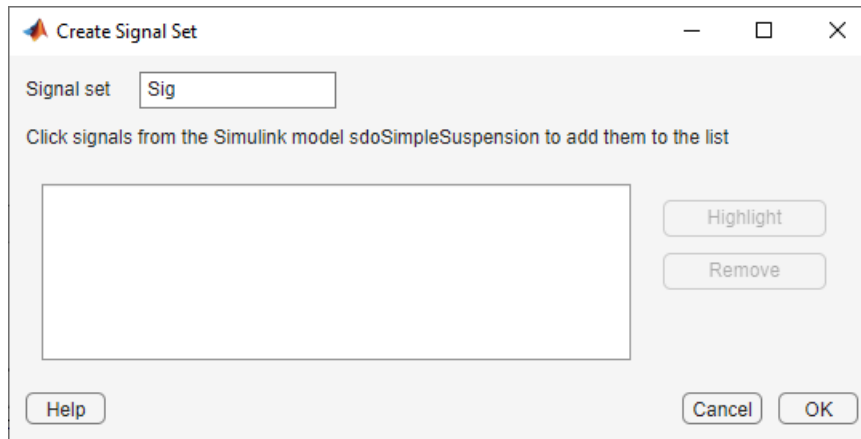 Create Signal Set
Signal set Sig
Click signals from the Simulink model sdoSimpleSuspension to add them to the list
Highlight
Remove
Help Cancel OK